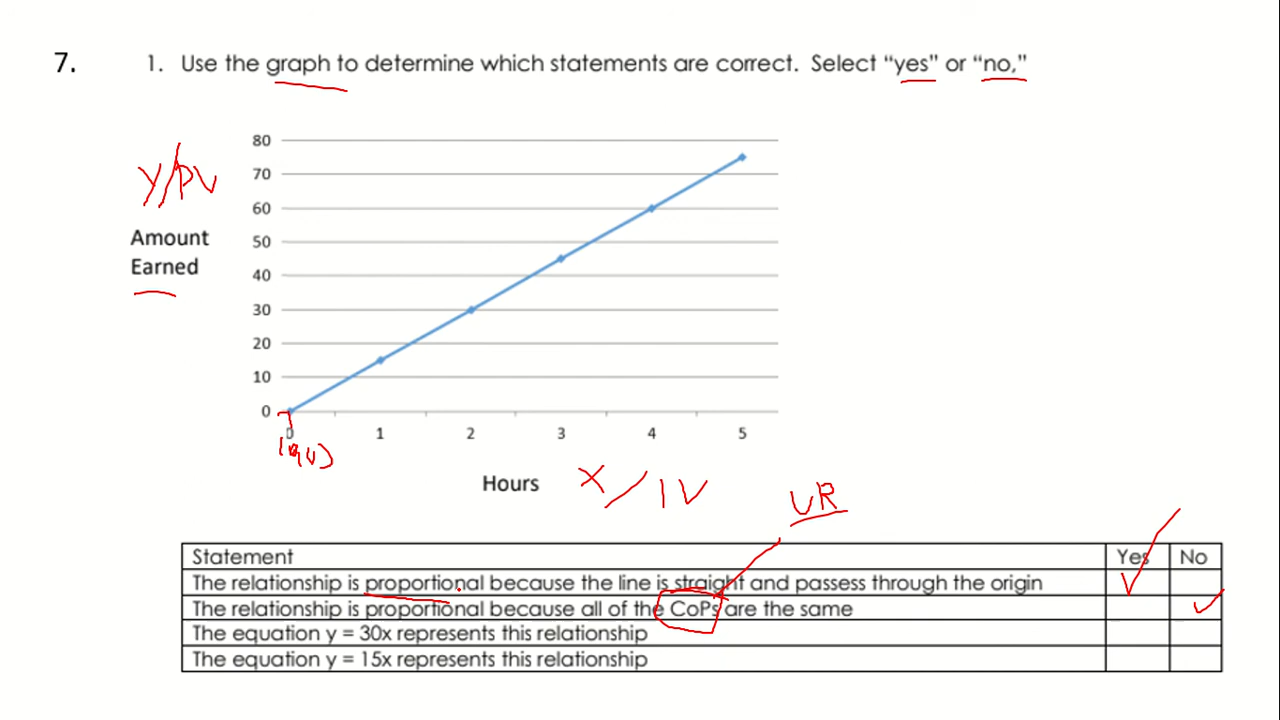 7. 1. Use the graph to determine which statements are correct. Select “yes” or “no,”
80
Y/DV
70
60
Amount
50
Earned
40
30
20
10
0
0 1 2 3 4 5
Hours
X/IV
UR
Statement Yes No
The relationship is proportional because the line is straight and passess through the origin
The relationship is proportional because all of the CoPs are the same
The equation y = 30x represents this relationship
The equation y = 15x represents this relationship